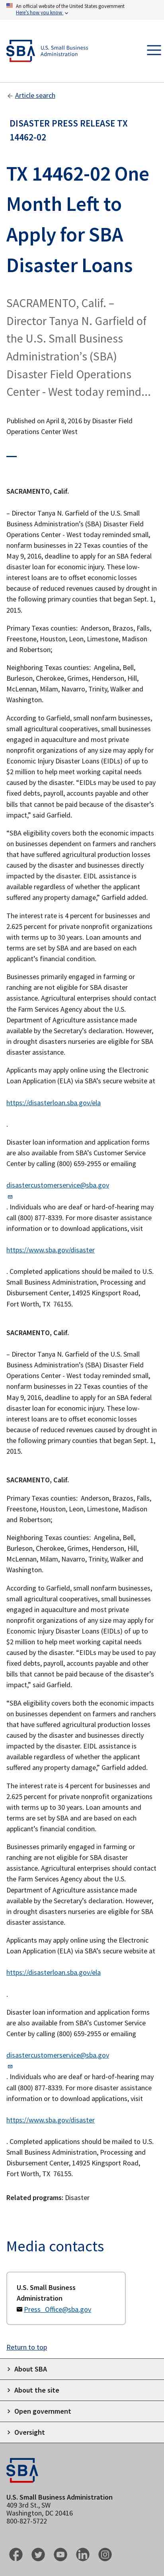 An official website of the United States government
Here's how you know
SBA U.S. Small Business
Administration
Article search
DISASTER PRESS RELEASE TX
14462-02
TX 14462-02 One
Month Left to
Apply for SBA
Disaster Loans
SACRAMENTO, Calif. –
Director Tanya N. Garfield of
the U.S. Small Business
Administration's (SBA)
Disaster Field Operations
Center - West today remind...
Published on April 8, 2016 by Disaster Field
Operations Center West
SACRAMENTO, Calif.
– Director Tanya N. Garfield of the U.S. Small
Business Administration's (SBA) Disaster Field
Operations Center - West today reminded small,
nonfarm businesses in 22 Texas counties of the
May 9, 2016, deadline to apply for an SBA federal
disaster loan for economic injury. These low-
interest loans are to offset economic losses
because of reduced revenues caused by drought in
the following counties that began Sept. 1,
2015.
Primary Texas counties: Anderson, Brazos, Falls,
Freestone, Houston, Leon, Limestone, Madison
and Robertson;
Neighboring Texas counties: Angelina, Bell,
Burleson, Cherokee, Grimes, Henderson, Hill,
McLennan, Milam, Navarro, Trinity, Walker and
Washington.
According to Garfield, small nonfarm businesses,
small agricultural cooperatives, small businesses
engaged in aquaculture and most private
nonprofit organizations of any size may apply for
Economic Injury Disaster Loans (EIDLs) of up to
$2 million to help meet working capital needs
caused by the disaster. “EIDLs may be used to pay
fixed debts, payroll, accounts payable and other
bills that cannot be paid because of the disaster's
impact,” said Garfield.
“SBA eligibility covers both the economic impacts
on businesses dependent on farmers and ranchers
that have suffered agricultural production losses
caused by the disaster and businesses directly
impacted by the disaster. EIDL assistance is
available regardless of whether the applicant
suffered any property damage,” Garfield added.
The interest rate is 4 percent for businesses and
2.625 percent for private nonprofit organizations
with terms up to 30 years. Loan amounts and
terms are set by SBA and are based on each
applicant's financial condition.
Businesses primarily engaged in farming or
ranching are not eligible for SBA disaster
assistance. Agricultural enterprises should contact
the Farm Services Agency about the U.S.
Department of Agriculture assistance made
available by the Secretary's declaration. However,
in drought disasters nurseries are eligible for SBA
disaster assistance.
Applicants may apply online using the Electronic
Loan Application (ELA) via SBA's secure website at
https://disasterloan.sba.gov/ela
.
Disaster loan information and application forms
are also available from SBA's Customer Service
Center by calling (800) 659-2955 or emailing
disastercustomerservice@sba.gov
. Individuals who are deaf or hard-of-hearing may
call (800) 877-8339. For more disaster assistance
information or to download applications, visit
https://www.sba.gov/disaster
. Completed applications should be mailed to U.S.
Small Business Administration, Processing and
Disbursement Center, 14925 Kingsport Road,
Fort Worth, TX 76155.
SACRAMENTO, Calif.
– Director Tanya N. Garfield of the U.S. Small
Business Administration's (SBA) Disaster Field
Operations Center - West today reminded small,
nonfarm businesses in 22 Texas counties of the
May 9, 2016, deadline to apply for an SBA federal
disaster loan for economic injury. These low-
interest loans are to offset economic losses
because of reduced revenues caused by drought in
the following counties that began Sept. 1,
2015.
SACRAMENTO, Calif.
Primary Texas counties: Anderson, Brazos, Falls,
Freestone, Houston, Leon, Limestone, Madison
and Robertson;
Neighboring Texas counties: Angelina, Bell,
Burleson, Cherokee, Grimes, Henderson, Hill,
McLennan, Milam, Navarro, Trinity, Walker and
Washington.
According to Garfield, small nonfarm businesses,
small agricultural cooperatives, small businesses
engaged in aquaculture and most private
nonprofit organizations of any size may apply for
Economic Injury Disaster Loans (EIDLs) of up to
$2 million to help meet working capital needs
caused by the disaster. “EIDLs may be used to pay
fixed debts, payroll, accounts payable and other
bills that cannot be paid because of the disaster's
impact,” said Garfield.
“SBA eligibility covers both the economic impacts
on businesses dependent on farmers and ranchers
that have suffered agricultural production losses
caused by the disaster and businesses directly
impacted by the disaster. EIDL assistance is
available regardless of whether the applicant
suffered any property damage,” Garfield added.
The interest rate is 4 percent for businesses and
2.625 percent for private nonprofit organizations
with terms up to 30 years. Loan amounts and
terms are set by SBA and are based on each
applicant's financial condition.
Businesses primarily engaged in farming or
ranching are not eligible for SBA disaster
assistance. Agricultural enterprises should contact
the Farm Services Agency about the U.S.
Department of Agriculture assistance made
available by the Secretary's declaration. However,
in drought disasters nurseries are eligible for SBA
disaster assistance.
Applicants may apply online using the Electronic
Loan Application (ELA) via SBA's secure website at
https://disasterloan.sba.gov/ela
.
Disaster loan information and application forms
are also available from SBA's Customer Service
Center by calling (800) 659-2955 or emailing
disastercustomerservice@sba.gov
. Individuals who are deaf or hard-of-hearing may
call (800) 877-8339. For more disaster assistance
information or to download applications, visit
https://www.sba.gov/disaster
. Completed applications should be mailed to U.S.
Small Business Administration, Processing and
Disbursement Center, 14925 Kingsport Road,
Fort Worth, TX 76155.
Related programs: Disaster
Media contacts
U.S. Small Business
Administration
Press_Office@sba.gov
Return to top
About SBA
About the site
Open government
Oversight
SBA
U.S. Small Business Administration
409 3rd St., SW
Washington, DC 20416
800-827-5722